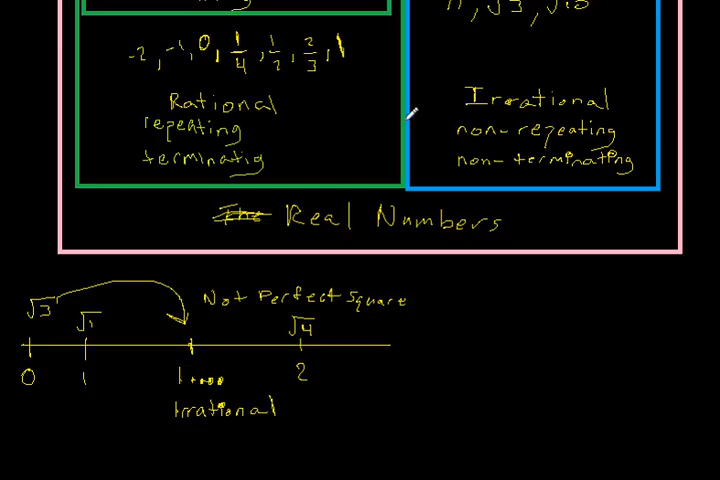 π, √3, √10
-2, -1, 0, 1/4, 1/2, 2/3, 1
Rational
repeating
terminatig
Irrational
non-repeating
non-terminating
The Real Numbers
Not Perfect Square
√3
√1
√4
0 1 1.... 2
Irrational